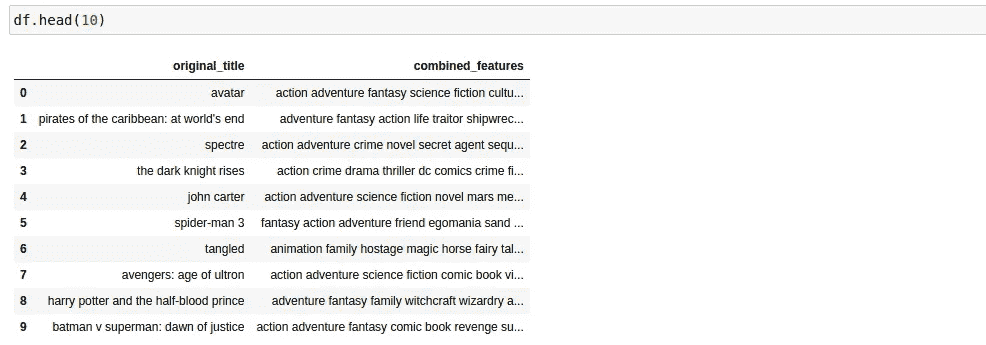 df.head(10)
original_title combined_features
0 avatar action adventure fantasy science fiction cultu...
1 pirates of the caribbean: at world's end adventure fantasy action life traitor shipwrec...
2 spectre action adventure crime novel secret agent sequ...
3 the dark knight rises action crime drama thriller dc comics crime fi...
4 john carter action adventure science fiction novel mars me...
5 spider-man 3 fantasy action adventure friend egomania sand ...
6 tangled animation family hostage magic horse fairy tal...
7 avengers: age of ultron action adventure science fiction comic book vi...
8 harry potter and the half-blood prince adventure fantasy family witchcraft wizardry a...
9 batman v superman: dawn of justice action adventure fantasy comic book revenge su...